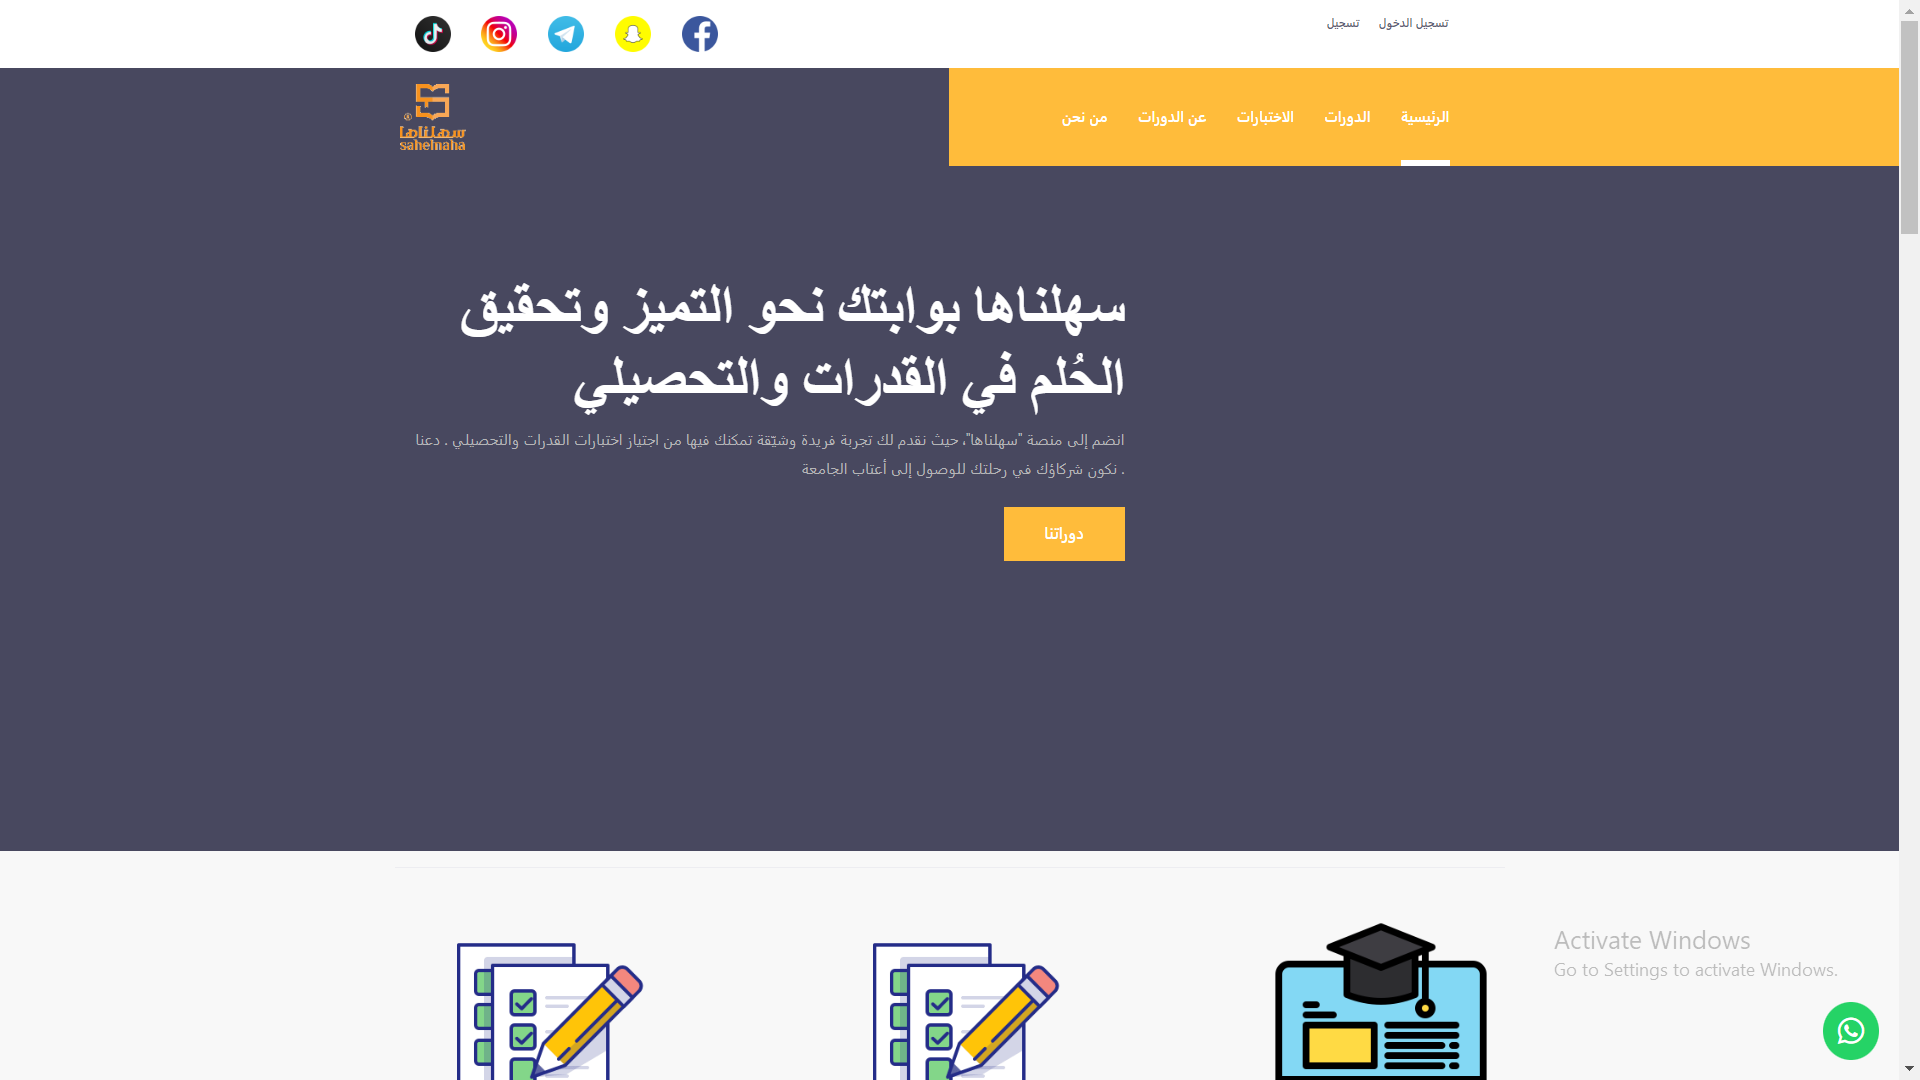 تسجيل الدخول تسجيل
الرئيسية الدورات الاختبارات عن الدورات من نحن
®
سهلناها
sahelnaha
سهلناها بوابتك نحو التميز وتحقيق
الحُلم في القدرات والتحصيلي
انضم إلى منصة "سهلناها"، حيث نقدم لك تجربة فريدة وشيّقة تمكنك فيها من اجتياز اختبارات القدرات والتحصيلي . دعنا
. نكون شركاؤك في رحلتك للوصول إلى أعتاب الجامعة
دوراتنا
Activate Windows
Go to Settings to activate Windows.